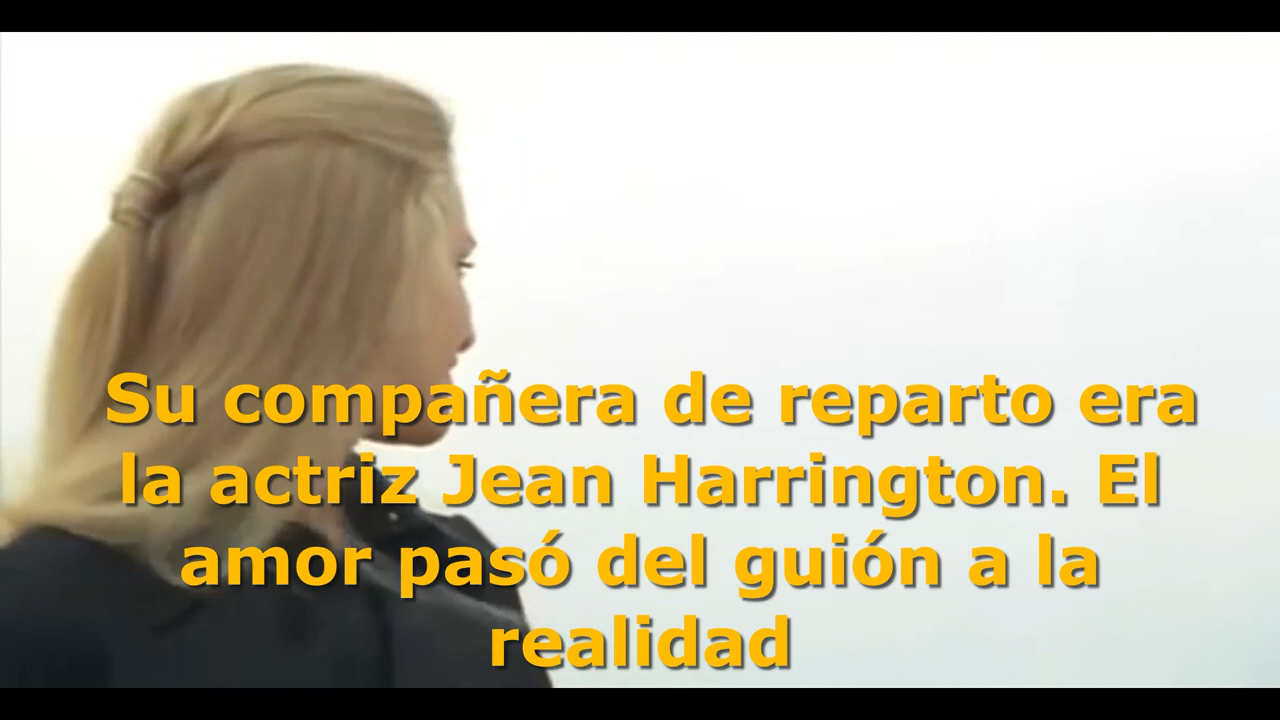 Su compañera de reparto era
la actriz Jean Harrington. El
amor pasó del guión a la
realidad